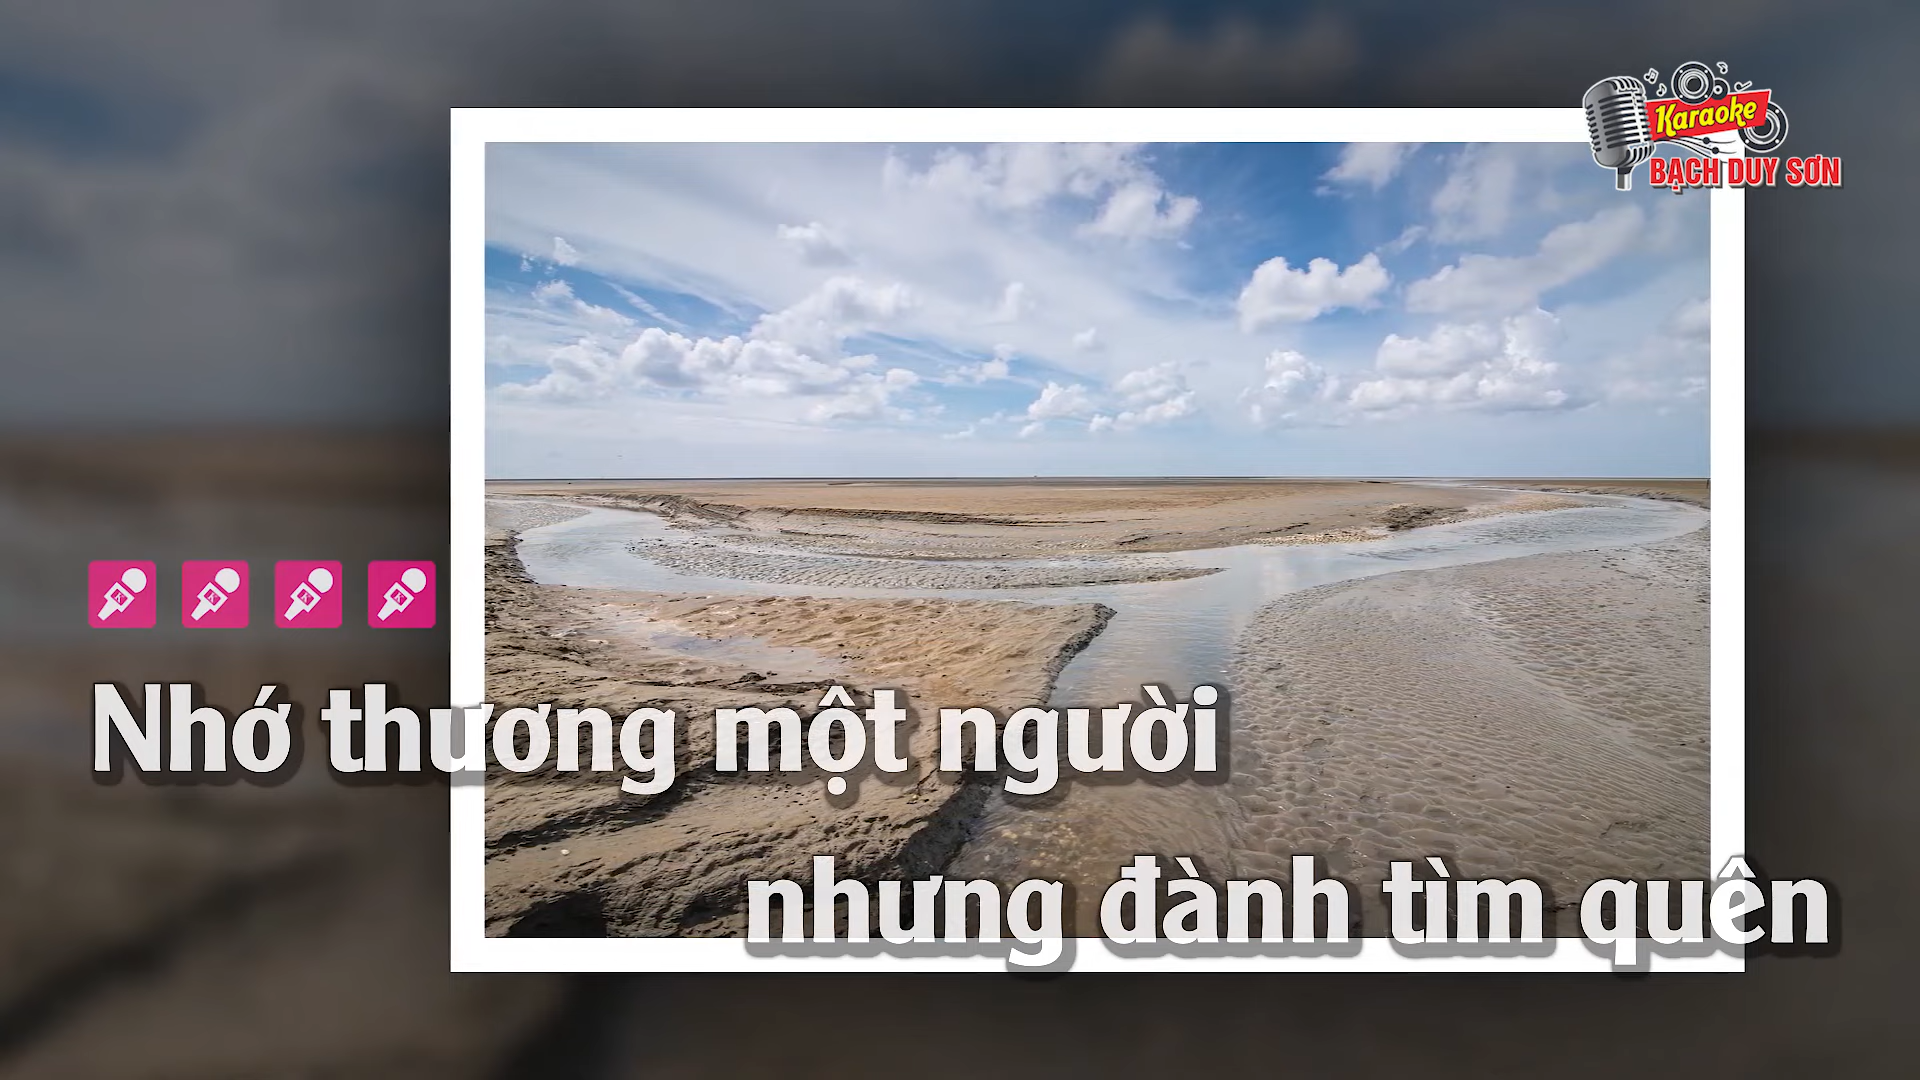 Karaoke
BẠCH DUY SƠN
Nhớ thương một người
nhưng đành tìm quên